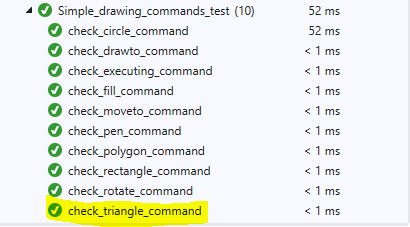 Simple_drawing_commands_test (10) 52 ms
check_circle_command 52 ms
check_drawto_command < 1 ms
check_executing_command < 1 ms
check_fill_command < 1 ms
check_moveto_command < 1 ms
check_pen_command < 1 ms
check_polygon_command < 1 ms
check_rectangle_command < 1 ms
check_rotate_command < 1 ms
check_triangle_command < 1 ms